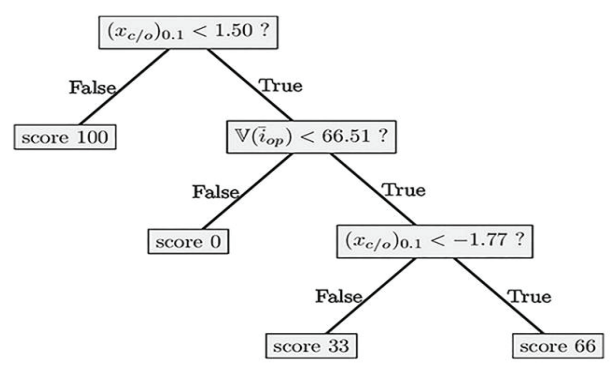 (x_{c/o})_{0.1} < 1.50 ?
False
True
score 100
𝕍(i̅_{op}) < 66.51 ?
False
True
score 0
(x_{c/o})_{0.1} < −1.77 ?
False
True
score 33
score 66